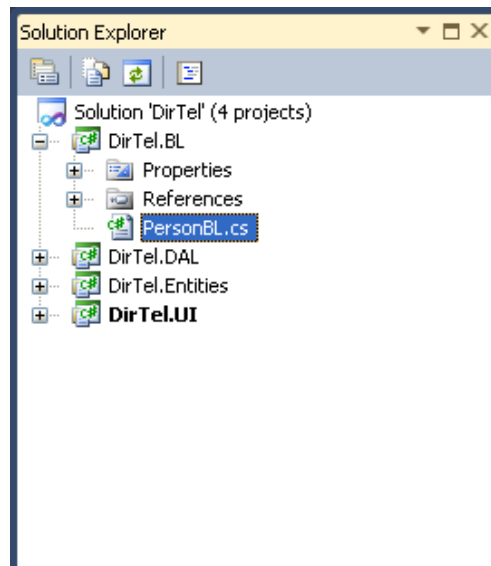 Solution Explorer
Solution 'DirTel' (4 projects)
DirTel.BL
Properties
References
PersonBL.cs
DirTel.DAL
DirTel.Entities
DirTel.UI